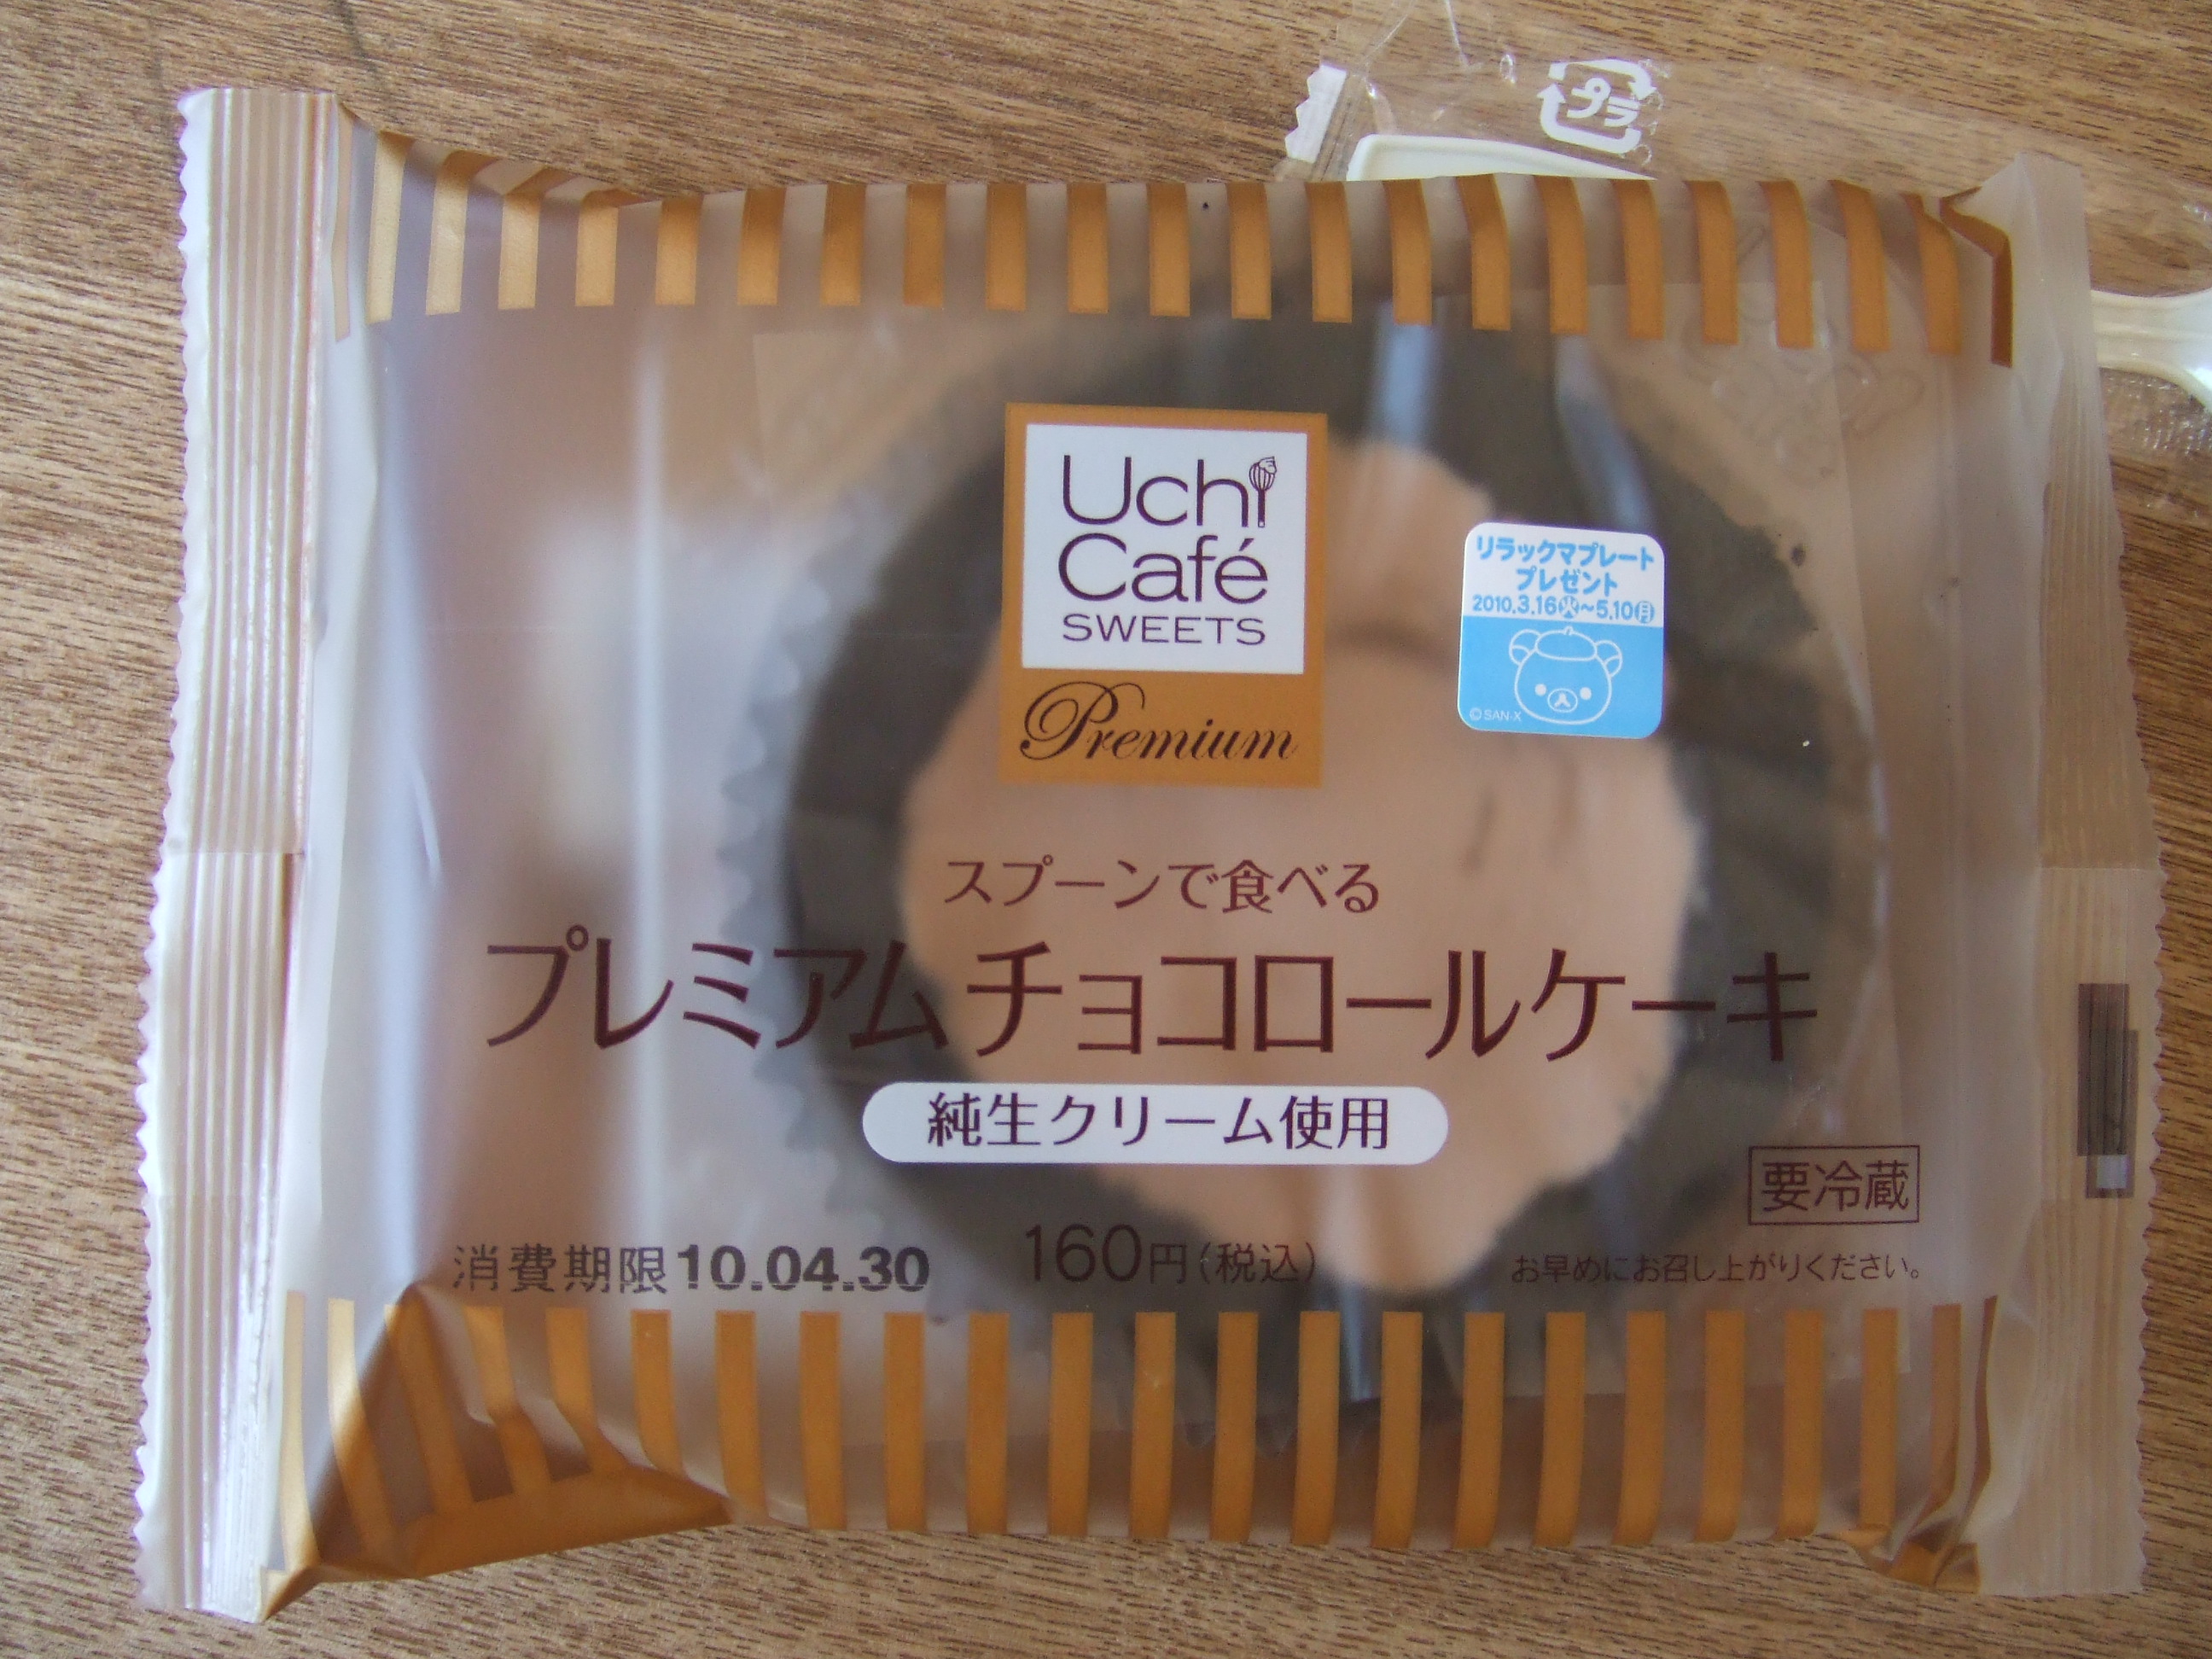 プラ
Uchi
Café
SWEETS
Premium
リラックマプレート
プレゼント
2010.3.16㊋~5.10㊊
©SAN-X
スプーンで食べる
プレミアムチョコロールケーキ
純生クリーム使用
要冷蔵
消費期限10.04.30
160円(税込)
お早めにお召し上がりください。